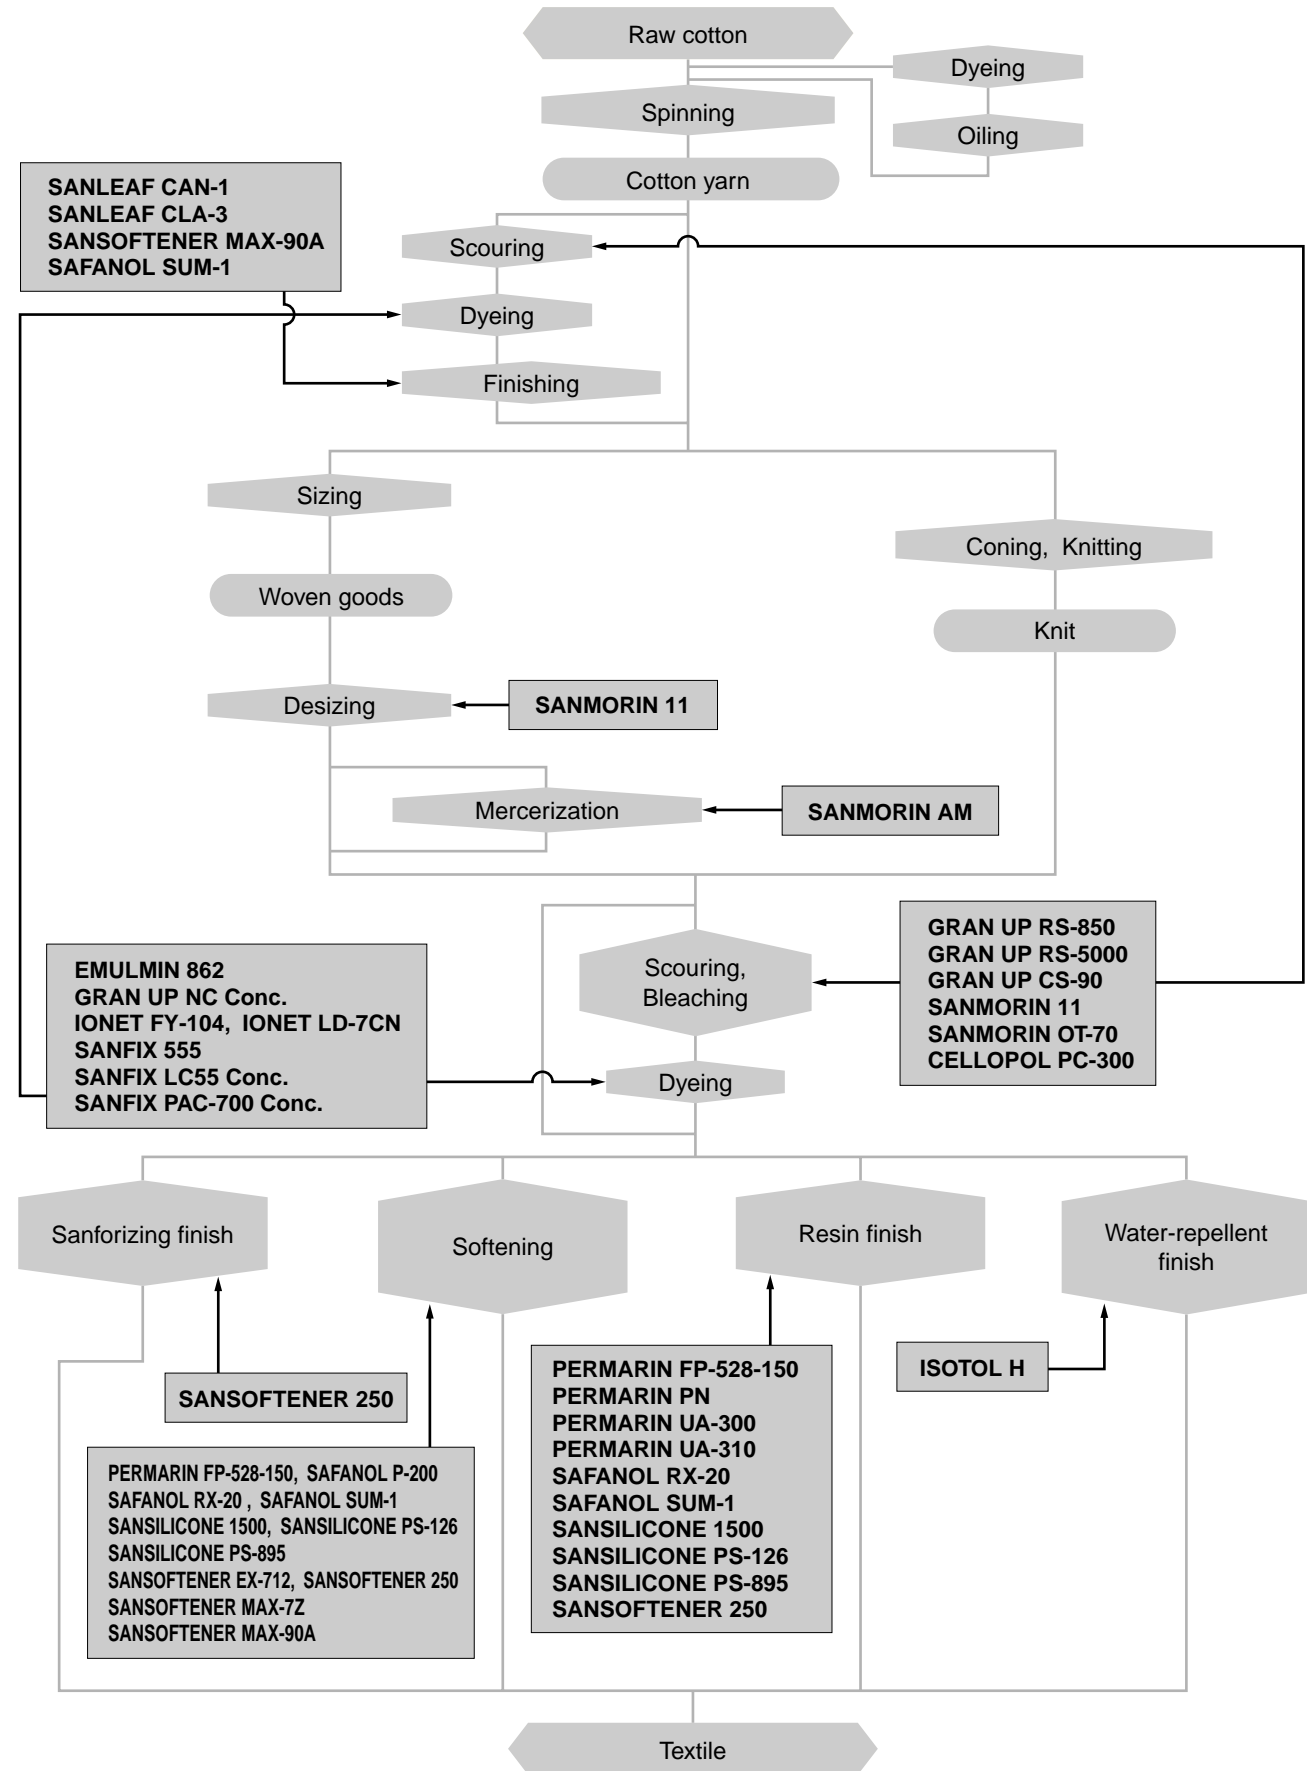 Raw cotton
Dyeing
Spinning
Oiling
Cotton yarn
SANLEAF CAN-1
SANLEAF CLA-3
SANSOFTENER MAX-90A
SAFANOL SUM-1
Scouring
Dyeing
Finishing
Sizing
Coning, Knitting
Woven goods
Knit
Desizing
SANMORIN 11
Mercerization
SANMORIN AM
GRAN UP RS-850
GRAN UP RS-5000
GRAN UP CS-90
SANMORIN 11
SANMORIN OT-70
CELLOPOL PC-300
Scouring,
Bleaching
EMULMIN 862
GRAN UP NC Conc.
IONET FY-104, IONET LD-7CN
SANFIX 555
SANFIX LC55 Conc.
SANFIX PAC-700 Conc.
Dyeing
Sanforizing finish
Softening
Resin finish
Water-repellent
finish
SANSOFTENER 250
PERMARIN FP-528-150, SAFANOL P-200
SAFANOL RX-20 , SAFANOL SUM-1
SANSILICONE 1500, SANSILICONE PS-126
SANSILICONE PS-895
SANSOFTENER EX-712, SANSOFTENER 250
SANSOFTENER MAX-7Z
SANSOFTENER MAX-90A
PERMARIN FP-528-150
PERMARIN PN
PERMARIN UA-300
PERMARIN UA-310
SAFANOL RX-20
SAFANOL SUM-1
SANSILICONE 1500
SANSILICONE PS-126
SANSILICONE PS-895
SANSOFTENER 250
ISOTOL H
Textile